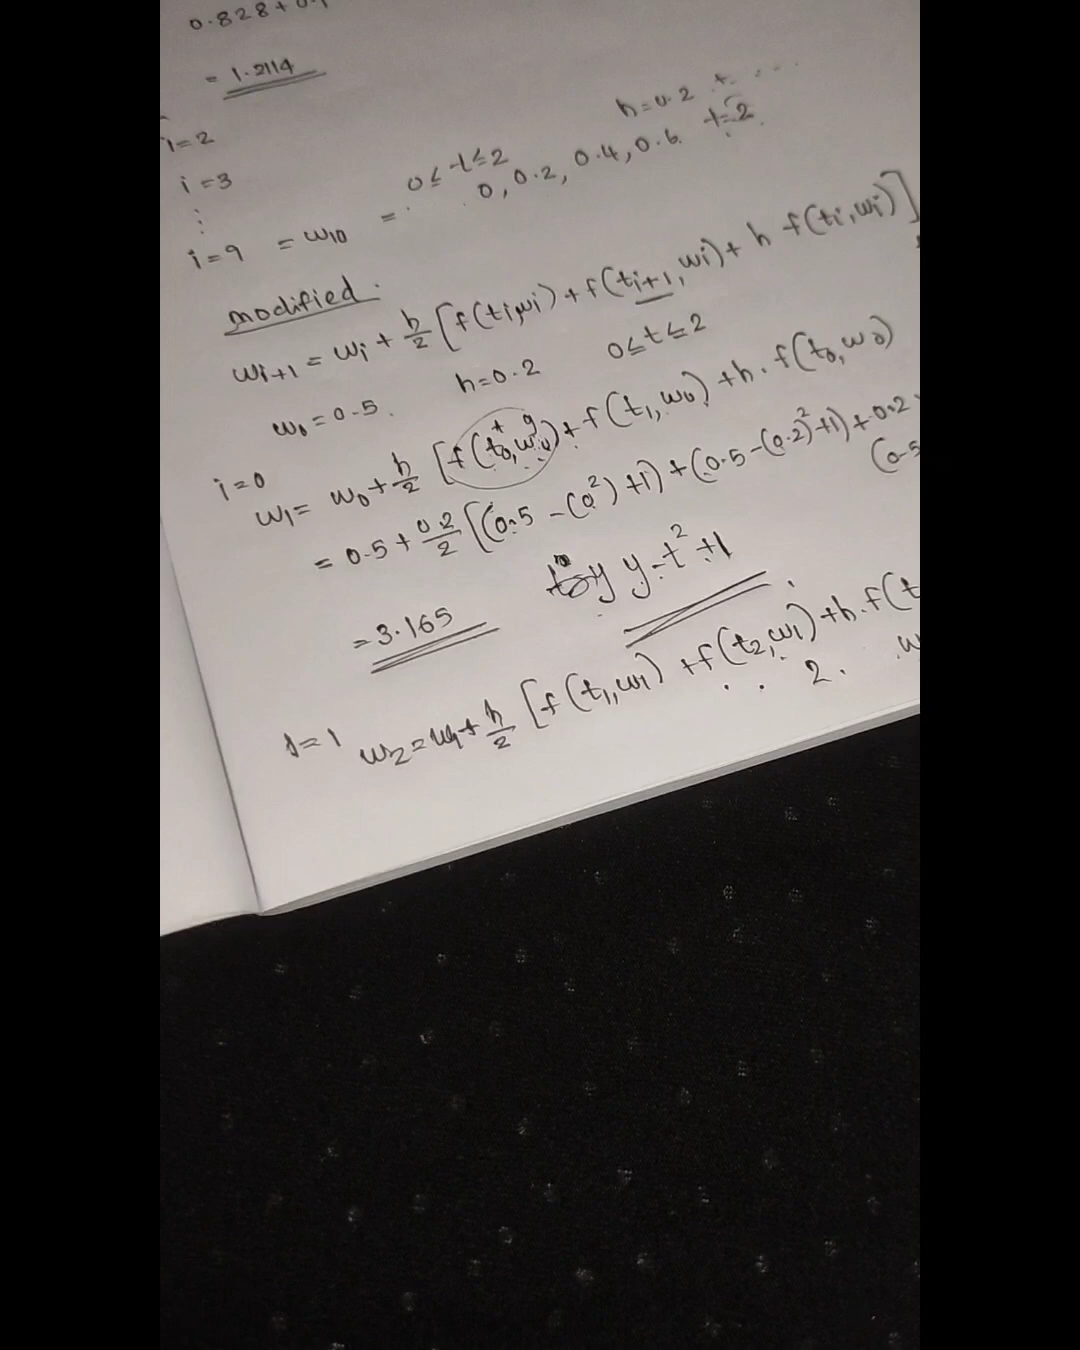 0.828+0.
= 1.2114
i=2
i=3
⋮
i=9 = w10 =
0≤t≤2 h=0.2
0, 0.2, 0.4, 0.6 t=2
modified.
wi+1 = wi + h/2 [f(ti,wi) + f(ti+1,wi) + h f(ti,wi)]
w0 = 0.5. h=0.2 0≤t≤2
i=0
t y
w1= w0 + h/2 [f(t0,w0) + f(t1,w0) + h.f(t0,w0)
= 0.5 + 0.2/2 [(0.5 - (0²)+1) + (0.5-(0.2)²+1) + 0.2
(0.5
y-t²+1
= 3.165
i=1 w2=w1+ h/2 [f(t1,w1) +f(t2,w1)+h.f(t
2. w